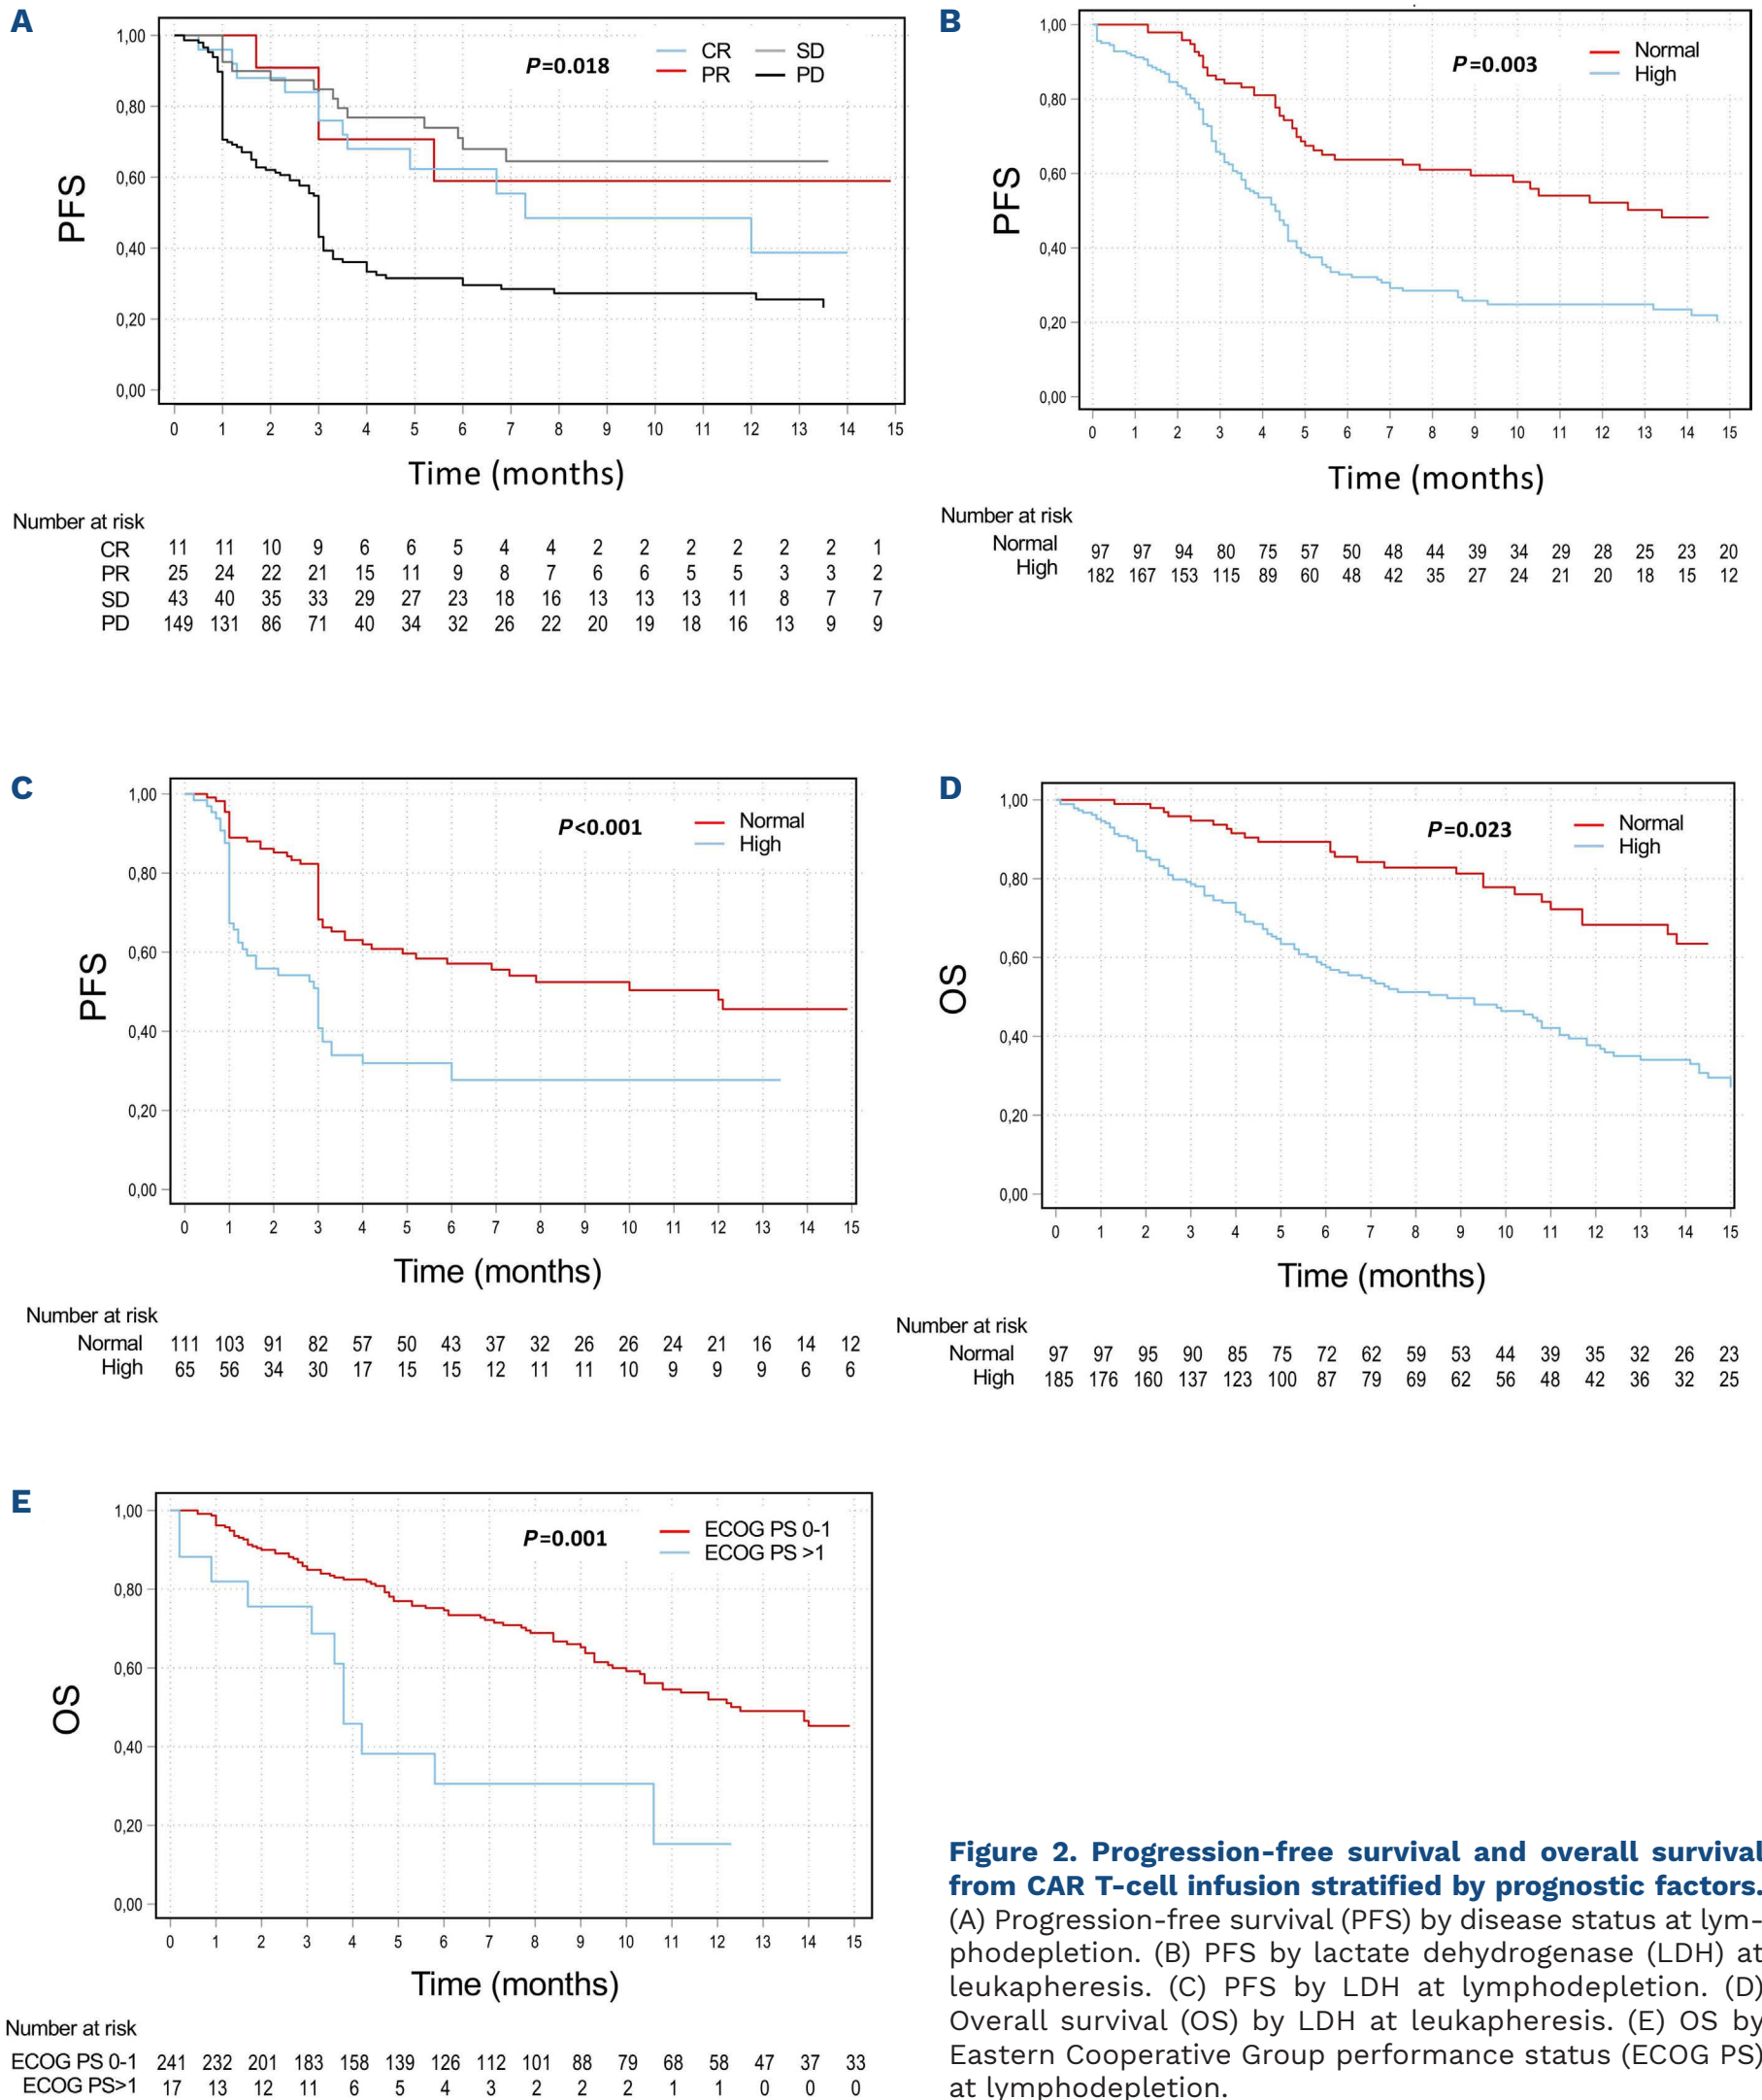 A
1,00
0,80
0,60
0,40
0,20
0,00
PFS
P=0.018
CR
SD
PR
PD
0 1 2 3 4 5 6 7 8 9 10 11 12 13 14 15
Time (months)
Number at risk
CR 11 11 10 9 6 6 5 4 4 2 2 2 2 2 2 1
PR 25 24 22 21 15 11 9 8 7 6 6 5 5 3 3 2
SD 43 40 35 33 29 27 23 18 16 13 13 13 11 8 7 7
PD 149 131 86 71 40 34 32 26 22 20 19 18 16 13 9 9
B
1,00
0,80
0,60
0,40
0,20
0,00
PFS
P=0.003
Normal
High
0 1 2 3 4 5 6 7 8 9 10 11 12 13 14 15
Time (months)
Number at risk
Normal 97 97 94 80 75 57 50 48 44 39 34 29 28 25 23 20
High 182 167 153 115 89 60 48 42 35 27 24 21 20 18 15 12
C
1,00
0,80
0,60
0,40
0,20
0,00
PFS
P<0.001
Normal
High
0 1 2 3 4 5 6 7 8 9 10 11 12 13 14 15
Time (months)
Number at risk
Normal 111 103 91 82 57 50 43 37 32 26 26 24 21 16 14 12
High 65 56 34 30 17 15 15 12 11 11 10 9 9 9 6 6
D
1,00
0,80
0,60
0,40
0,20
0,00
OS
P=0.023
Normal
High
0 1 2 3 4 5 6 7 8 9 10 11 12 13 14 15
Time (months)
Number at risk
Normal 97 97 95 90 85 75 72 62 59 53 44 39 35 32 26 23
High 185 176 160 137 123 100 87 79 69 62 56 48 42 36 32 25
E
1,00
0,80
0,60
0,40
0,20
0,00
OS
P=0.001
ECOG PS 0-1
ECOG PS >1
0 1 2 3 4 5 6 7 8 9 10 11 12 13 14 15
Time (months)
Number at risk
ECOG PS 0-1 241 232 201 183 158 139 126 112 101 88 79 68 58 47 37 33
ECOG PS>1 17 13 12 11 6 5 4 3 2 2 2 1 1 0 0 0
Figure 2. Progression-free survival and overall survival
from CAR T-cell infusion stratified by prognostic factors.
(A) Progression-free survival (PFS) by disease status at lym-
phodepletion. (B) PFS by lactate dehydrogenase (LDH) at
leukapheresis. (C) PFS by LDH at lymphodepletion. (D)
Overall survival (OS) by LDH at leukapheresis. (E) OS by
Eastern Cooperative Group performance status (ECOG PS)
at lymphodepletion.